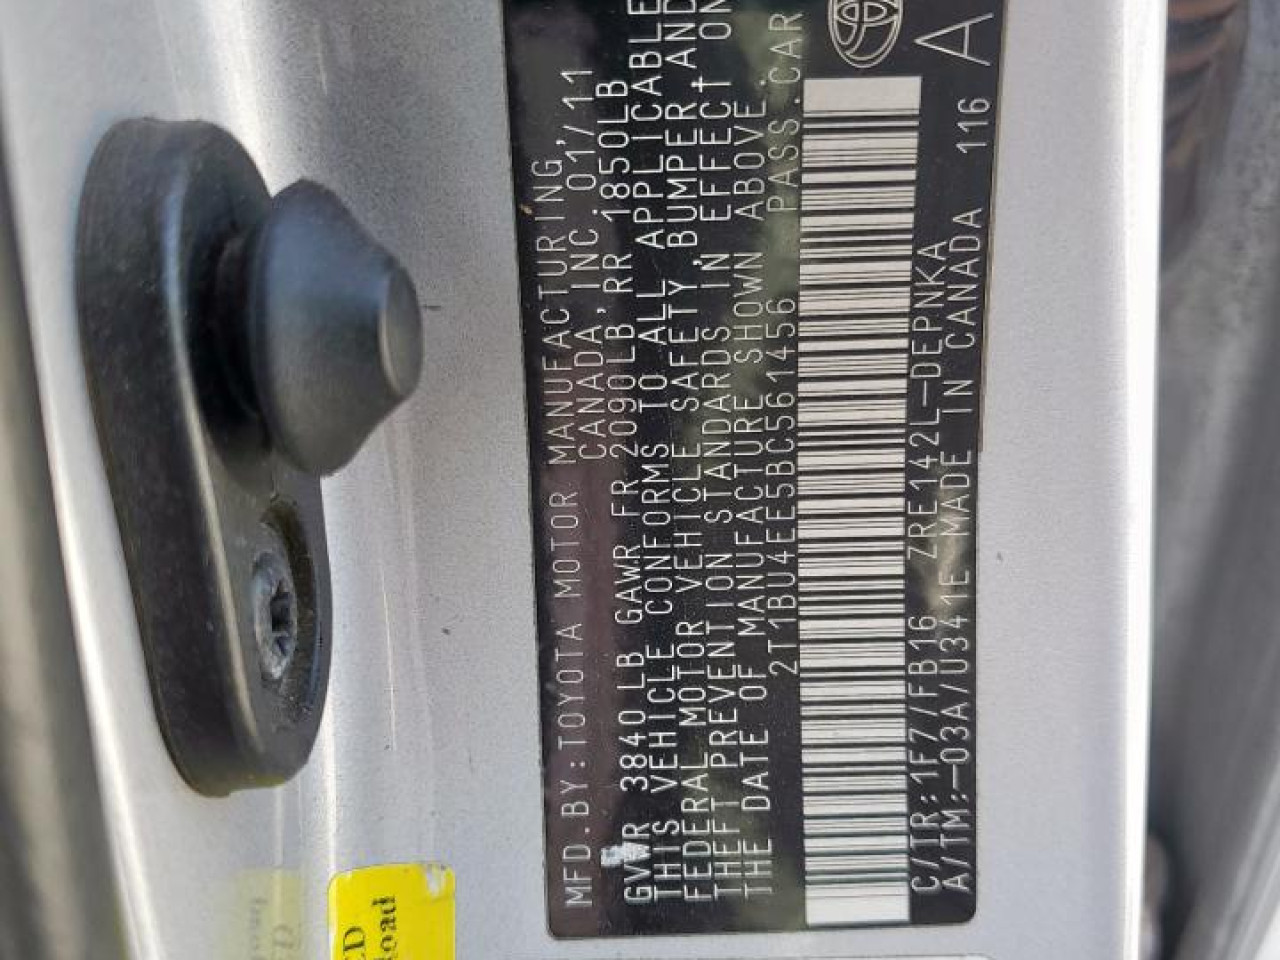 MFD.BY:TOYOTA MOTOR MANUFACTURING,
CANADA, INC. 01/11
GVWR 3840 LB GAWR FR 2090LB,RR 1850LB
THIS VEHICLE CONFORMS TO ALL APPLICABLE
FEDERAL MOTOR VEHICLE SAFETY,BUMPER AND
THEFT PREVENTION STANDARDS IN EFFECT ON
THE DATE OF MANUFACTURE SHOWN ABOVE.
2T1BU4EE5BC561456 PASS.CAR
C/TR:1F7/FB16 ZRE142L-DEPNKA
A/TM:-03A/U341E MADE IN CANADA 116
A